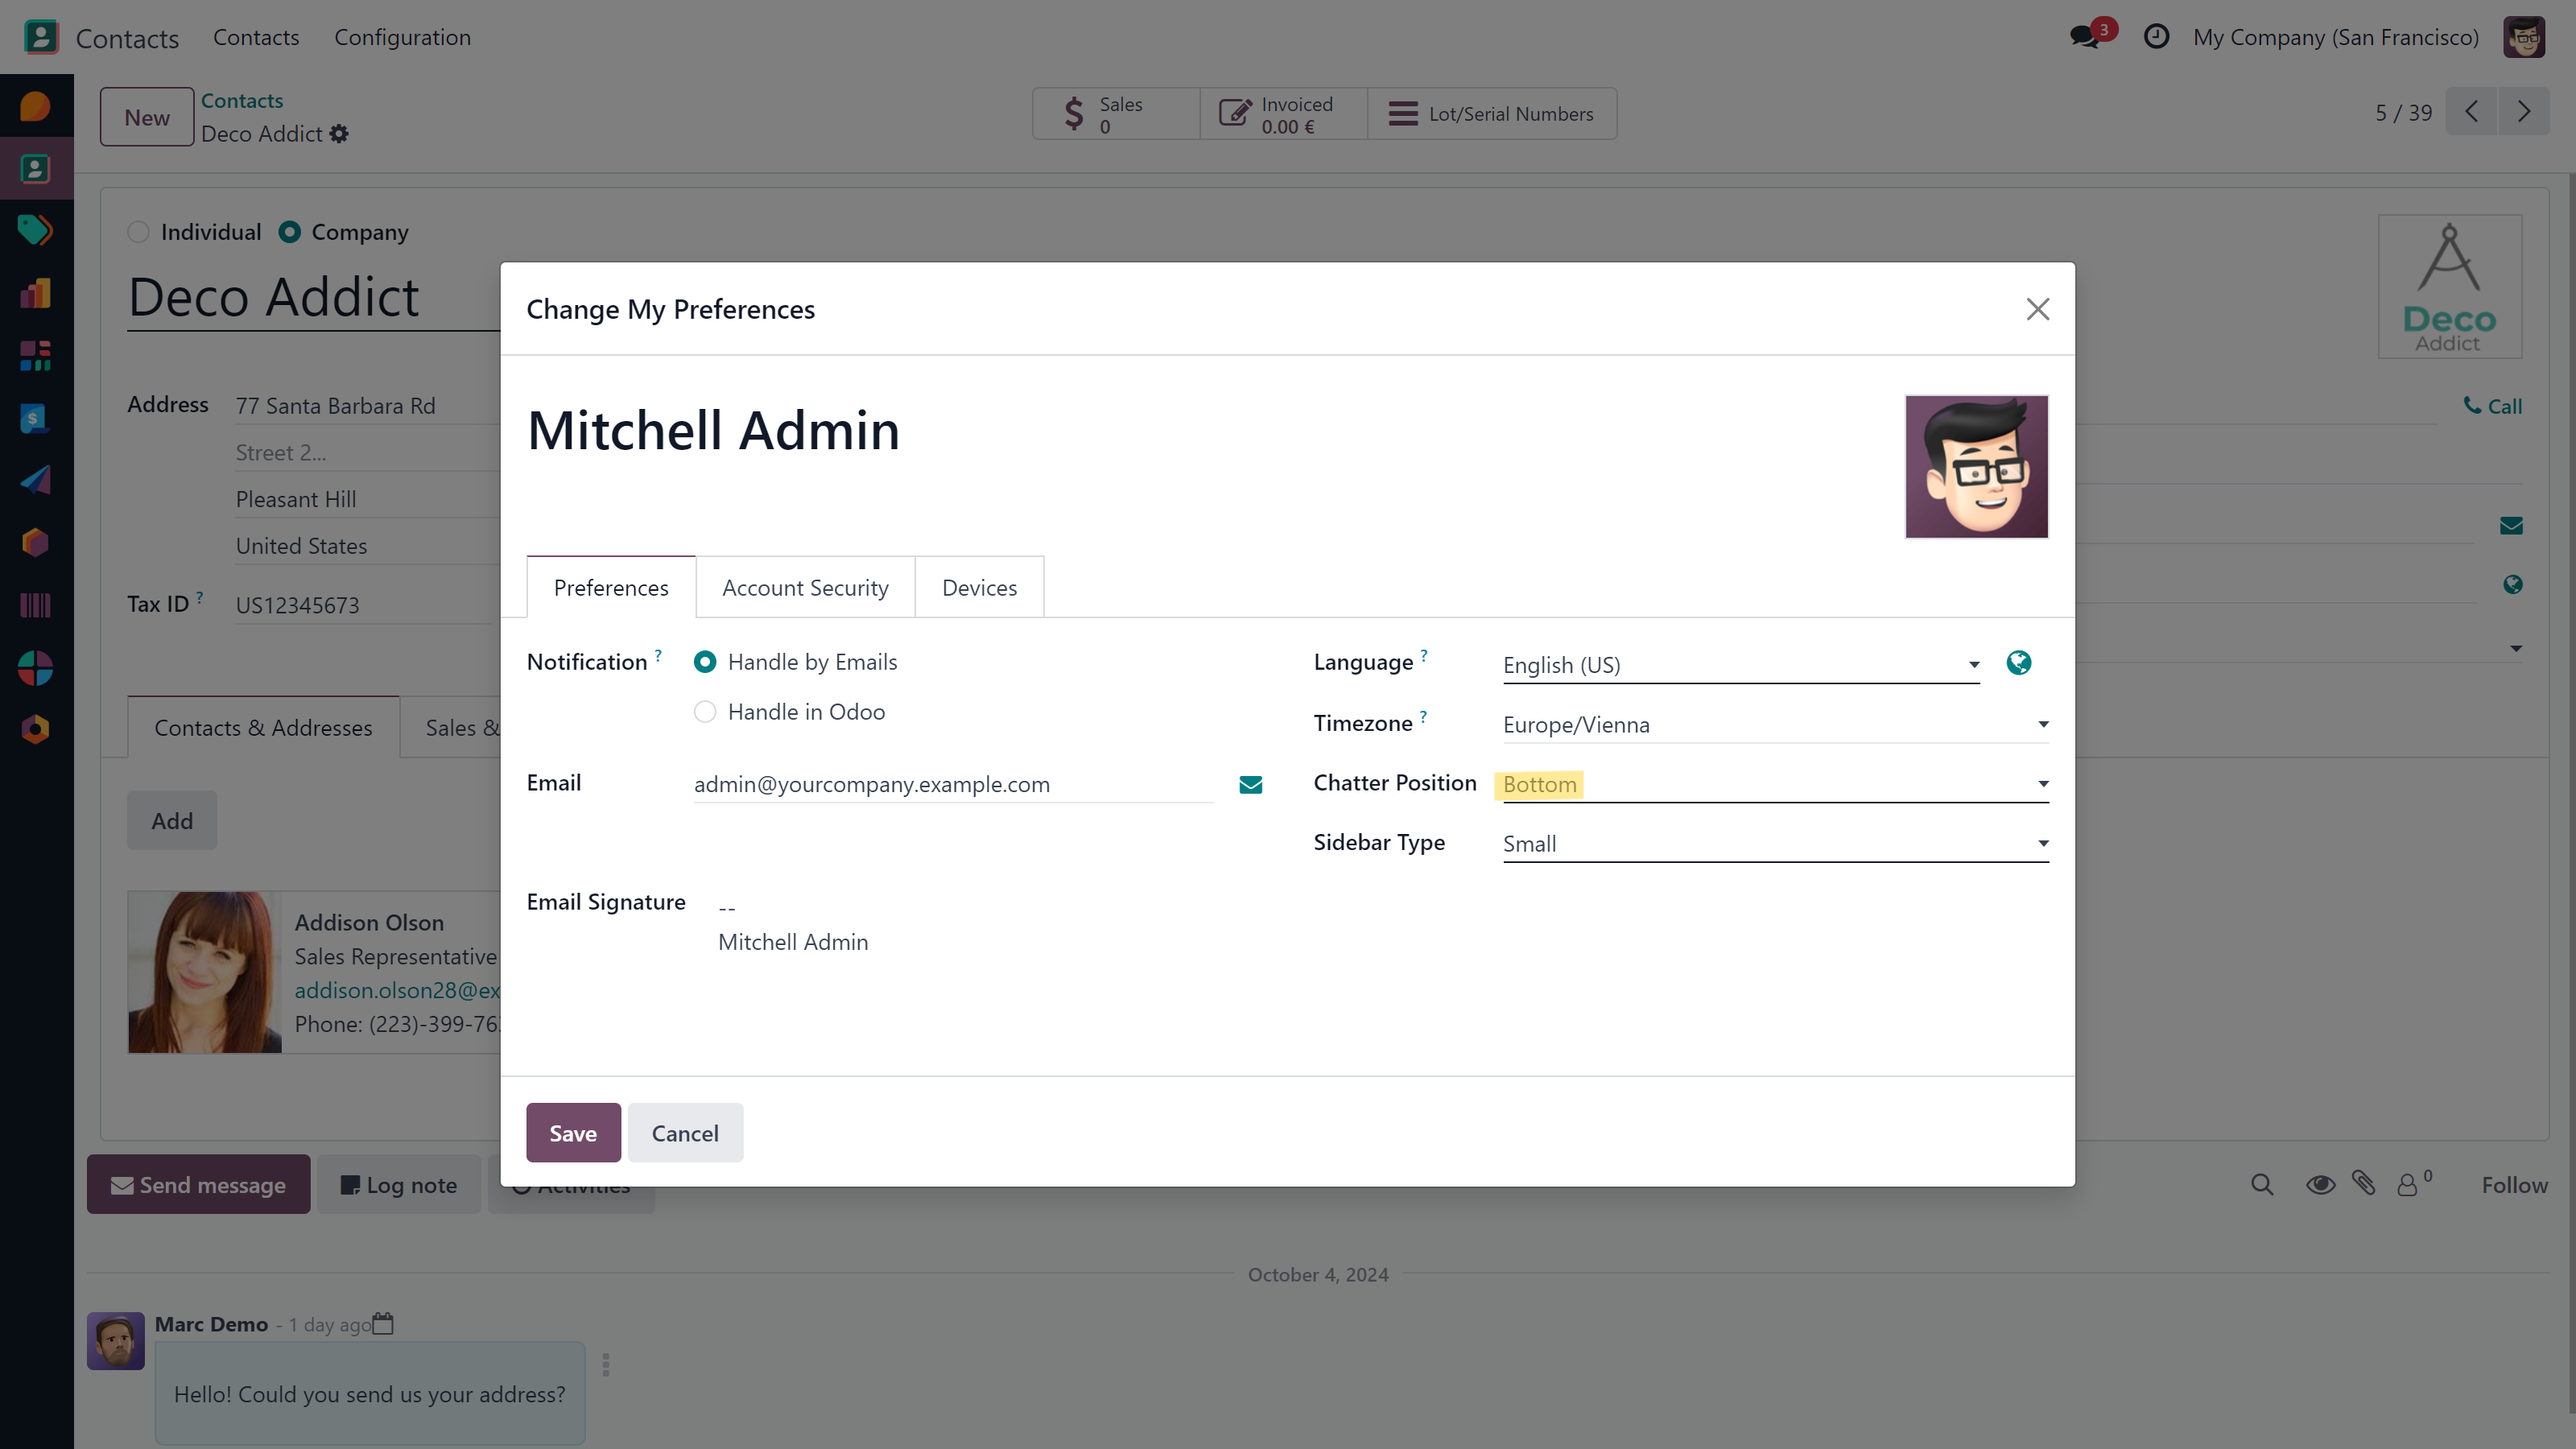 Contacts
Contacts
Configuration
3
My Company (San Francisco)
New
Contacts
Deco Addict
Sales
0
Invoiced
0.00 €
Lot/Serial Numbers
5 / 39
Individual
Company
Deco Addict
Deco
Addict
Address
77 Santa Barbara Rd
Street 2...
Pleasant Hill
United States
Tax ID ?
US12345673
Call
Contacts & Addresses
Sales &
Add
Addison Olson
Sales Representative
addison.olson28@ex
Phone: (223)-399-76
Change My Preferences
Mitchell Admin
Preferences
Account Security
Devices
Notification ?
Handle by Emails
Handle in Odoo
Email
admin@yourcompany.example.com
Email Signature
--
Mitchell Admin
Language ?
English (US)
Timezone ?
Europe/Vienna
Chatter Position
Bottom
Sidebar Type
Small
Save
Cancel
Send message
Log note
Activities
0
Follow
October 4, 2024
Marc Demo - 1 day ago
Hello! Could you send us your address?